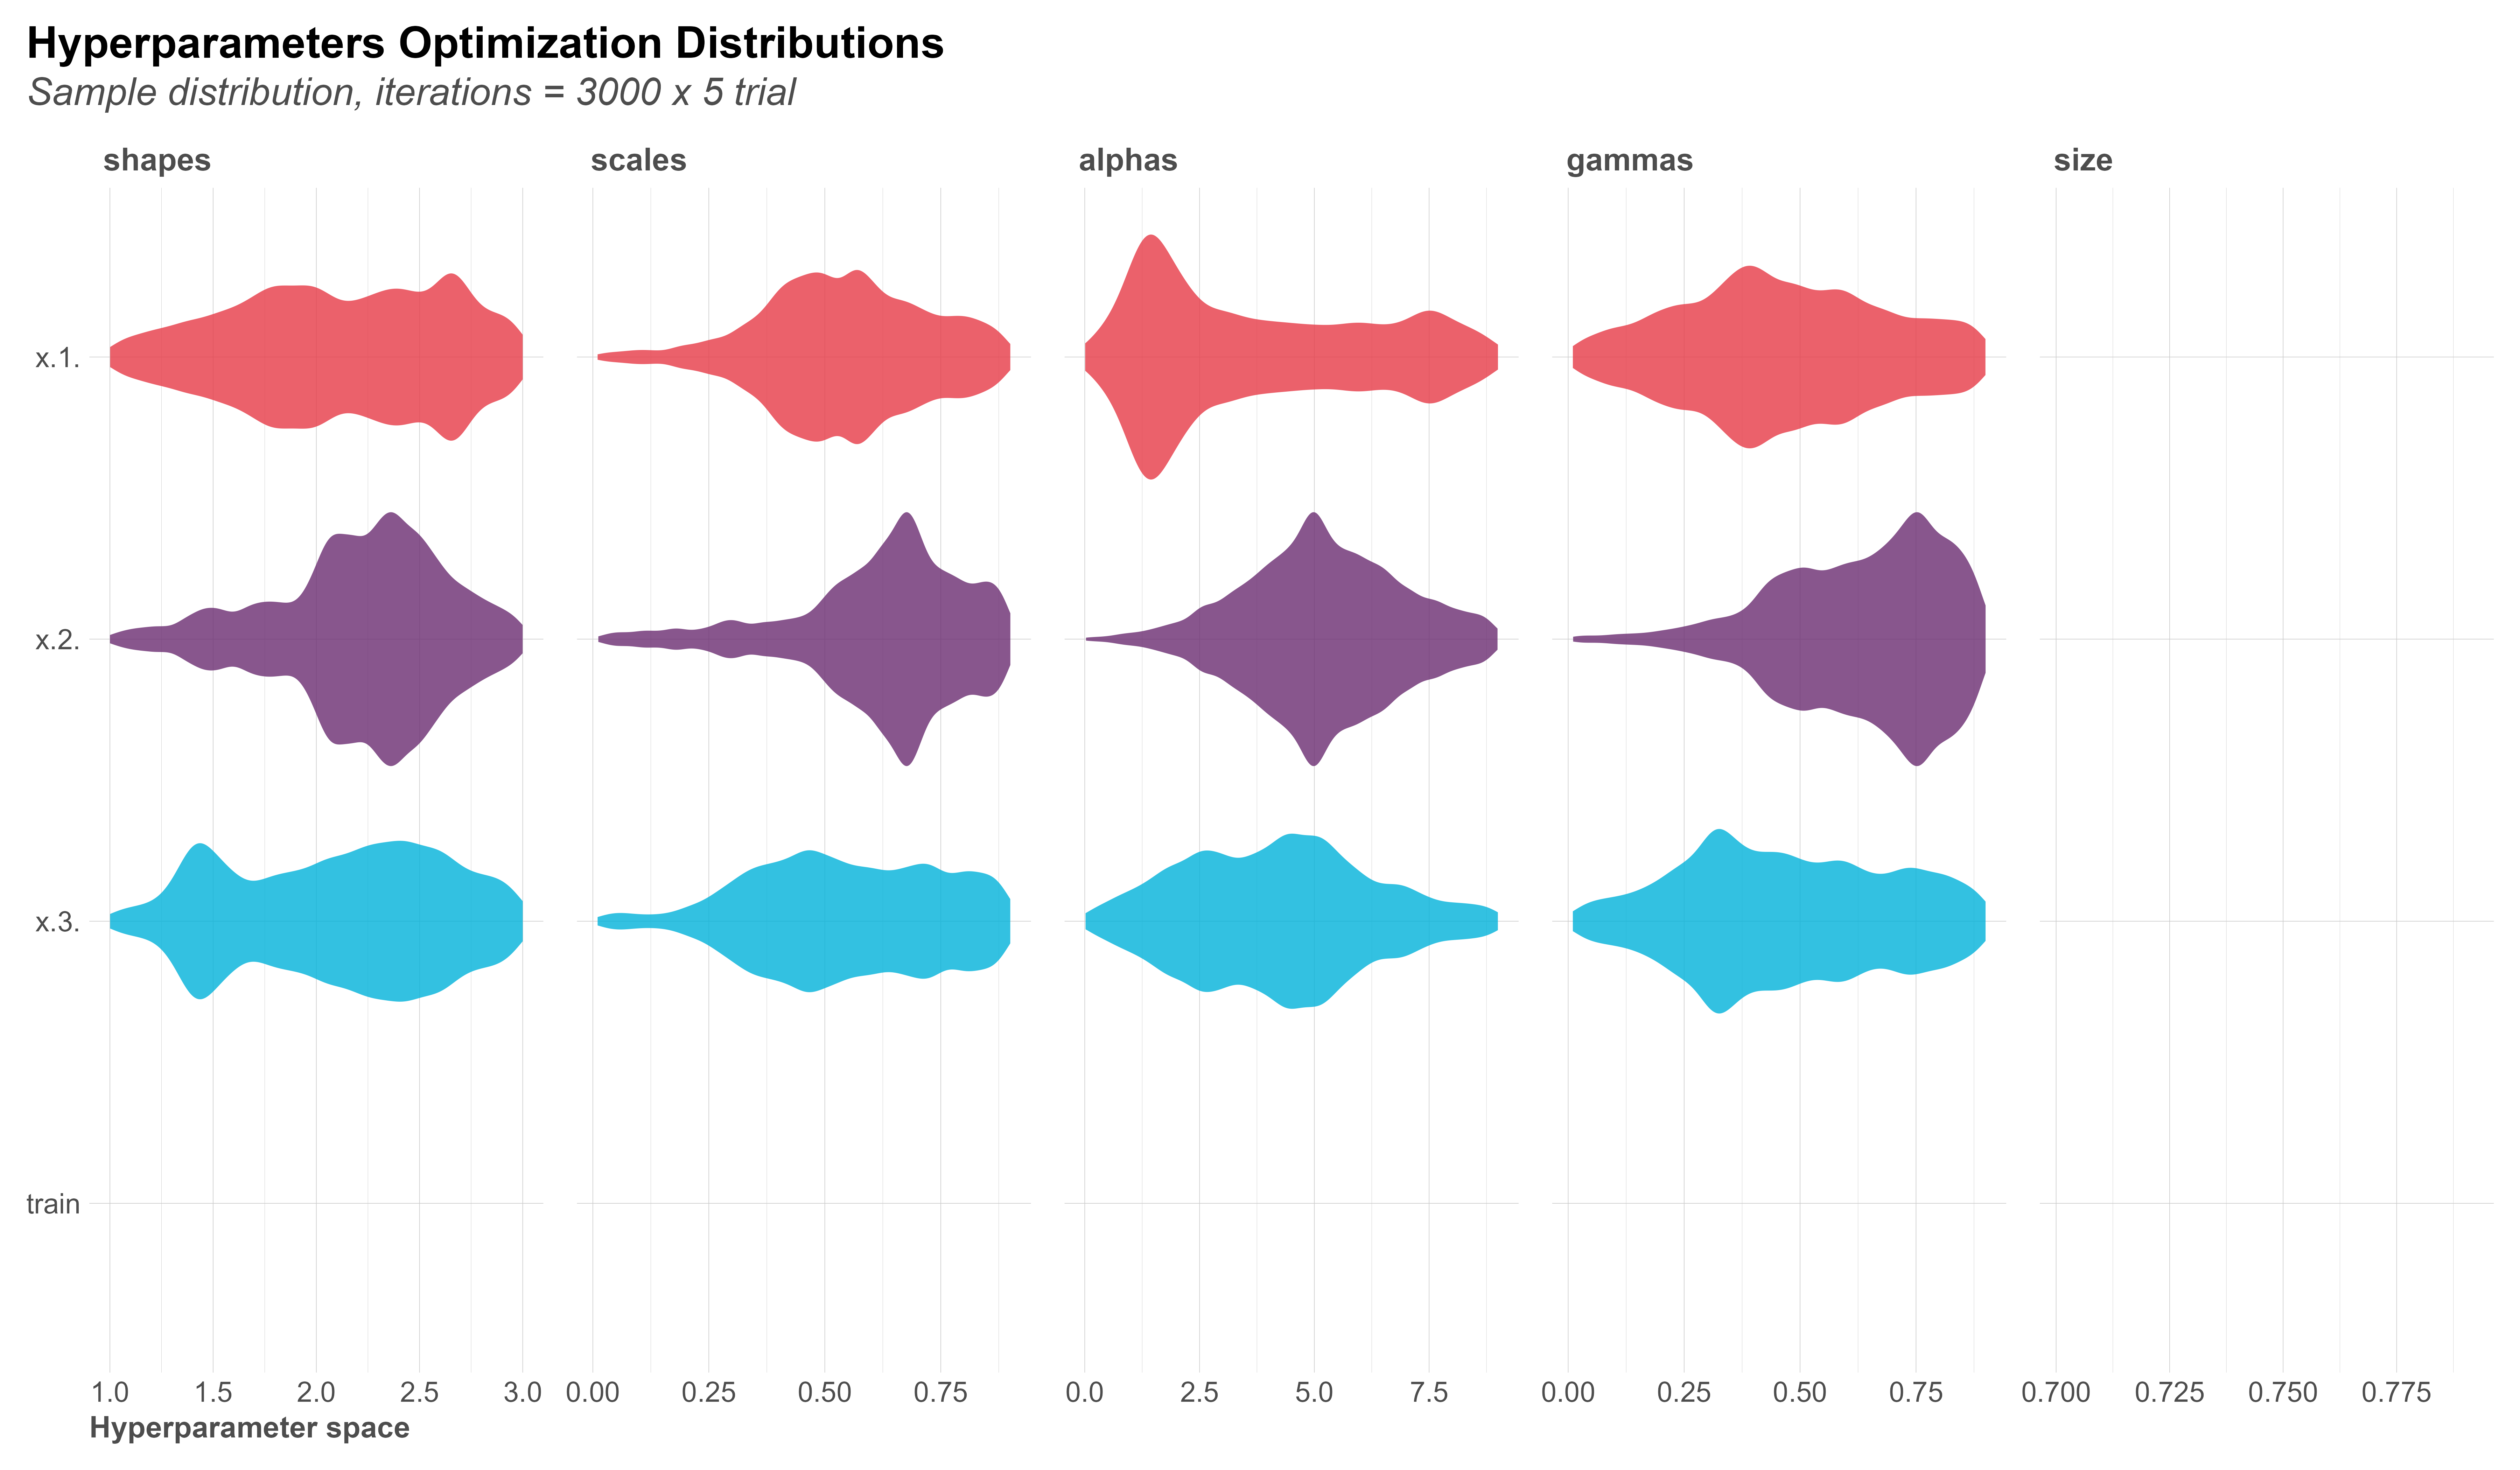 Hyperparameters Optimization Distributions
Sample distribution, iterations = 3000 x 5 trial
shapes scales alphas gammas size
x.1.
x.2.
x.3.
train
1.0 1.5 2.0 2.5 3.0 0.00 0.25 0.50 0.75 0.0 2.5 5.0 7.5 0.00 0.25 0.50 0.75 0.700 0.725 0.750 0.775
Hyperparameter space